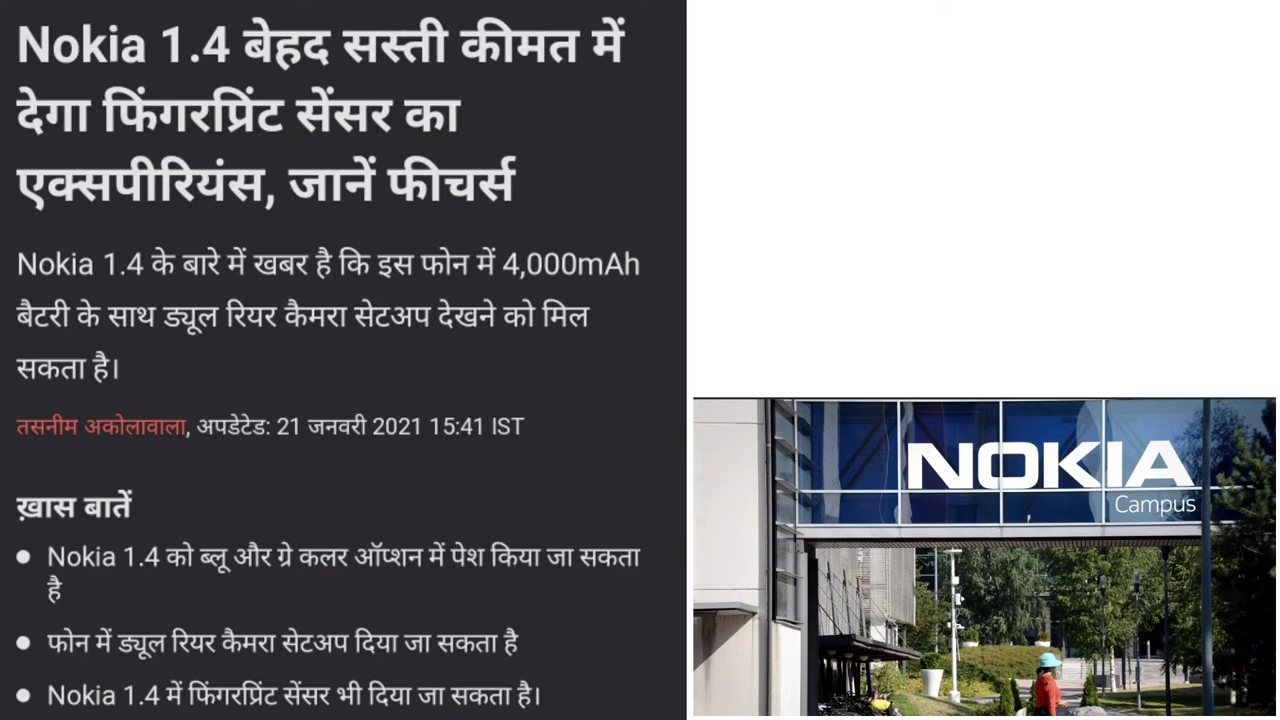 Nokia 1.4 बेहद सस्ती कीमत में
देगा फिंगरप्रिंट सेंसर का
एक्सपीरियंस, जानें फीचर्स
Nokia 1.4 के बारे में खबर है कि इस फोन में 4,000mAh
बैटरी के साथ ड्यूल रियर कैमरा सेटअप देखने को मिल
सकता है।
तसनीम अकोलावाला, अपडेटेड: 21 जनवरी 2021 15:41 IST
ख़ास बातें
● Nokia 1.4 को ब्लू और ग्रे कलर ऑप्शन में पेश किया जा सकता
है
● फोन में ड्यूल रियर कैमरा सेटअप दिया जा सकता है
● Nokia 1.4 में फिंगरप्रिंट सेंसर भी दिया जा सकता है।
NOKIA
Campus